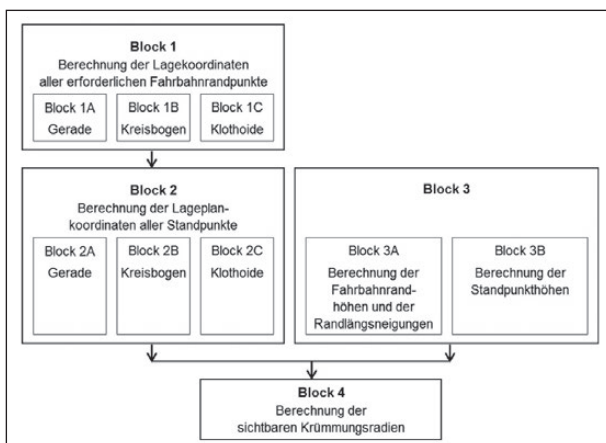 Block 1
Berechnung der Lagekoordinaten
aller erforderlichen Fahrbahnrandpunkte
Block 1A
Gerade
Block 1B
Kreisbogen
Block 1C
Klothoide
Block 2
Berechnung der Lageplan-
koordinaten aller Standpunkte
Block 2A
Gerade
Block 2B
Kreisbogen
Block 2C
Klothoide
Block 3
Block 3A
Berechnung der
Fahrbahnrand-
höhen und der
Randlängsneigungen
Block 3B
Berechnung der
Standpunkthöhen
Block 4
Berechnung der
sichtbaren Krümmungsradien